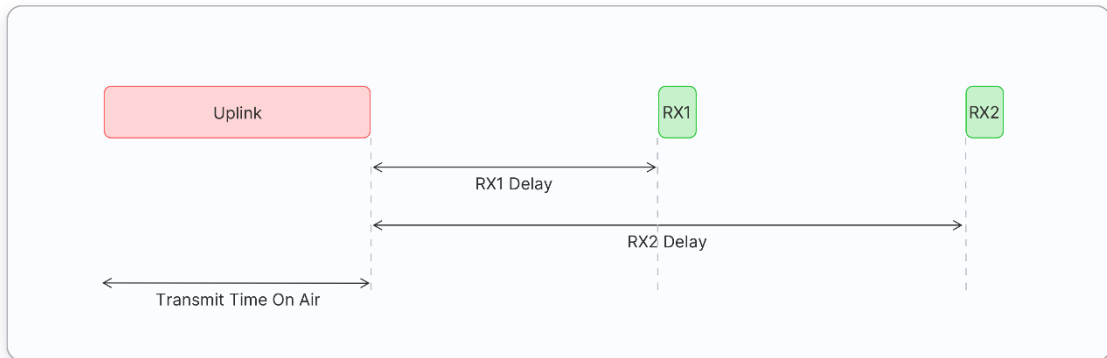 Uplink
RX1
RX2
RX1 Delay
RX2 Delay
Transmit Time On Air